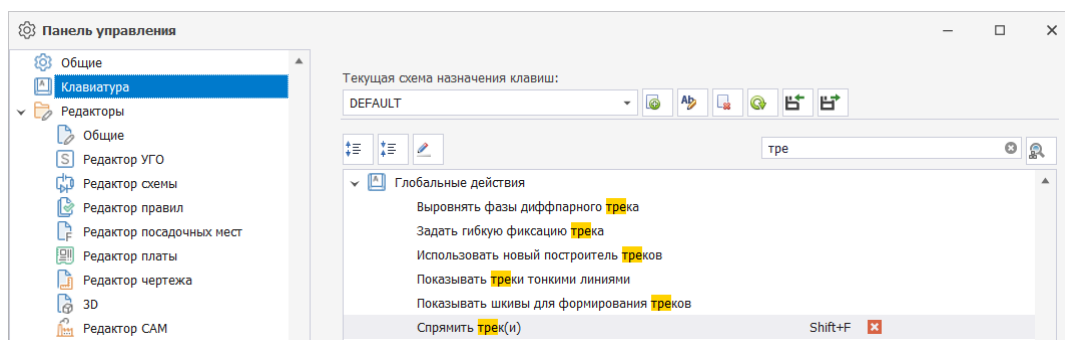 Панель управления
Общие
Клавиатура
Редакторы
Общие
Редактор УГО
Редактор схемы
Редактор правил
Редактор посадочных мест
Редактор платы
Редактор чертежа
3D
Редактор CAM
Текущая схема назначения клавиш:
DEFAULT
тре
Глобальные действия
Выровнять фазы диффпарного трека
Задать гибкую фиксацию трека
Использовать новый построитель треков
Показывать треки тонкими линиями
Показывать шкивы для формирования треков
Спрямить трек(и) Shift+F